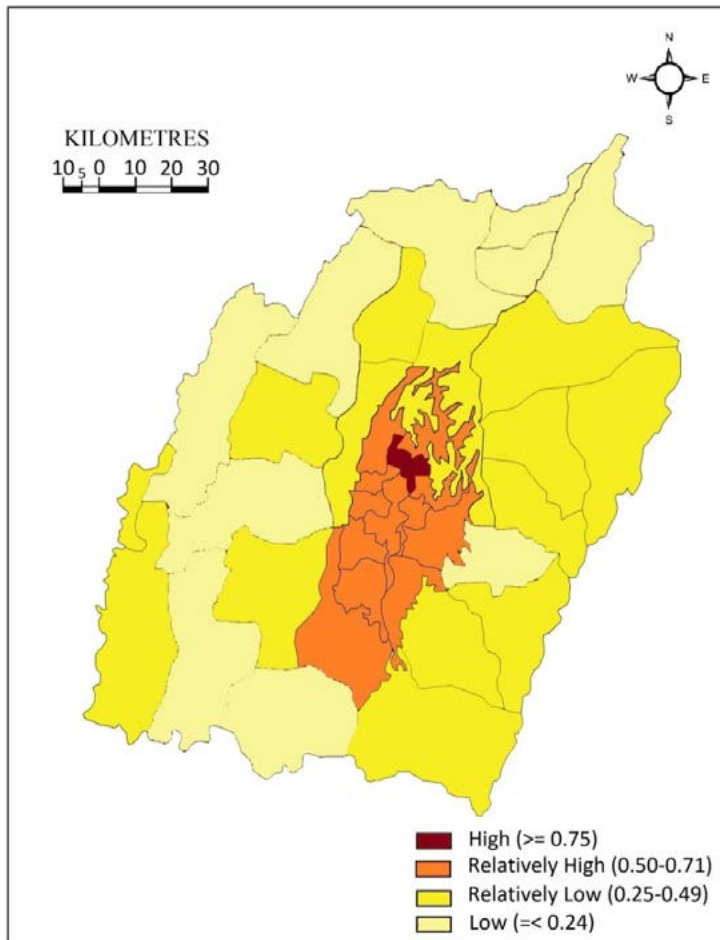 N
W E
S
KILOMETRES
10 5 0 10 20 30
High (>= 0.75)
Relatively High (0.50-0.71)
Relatively Low (0.25-0.49)
Low (=< 0.24)